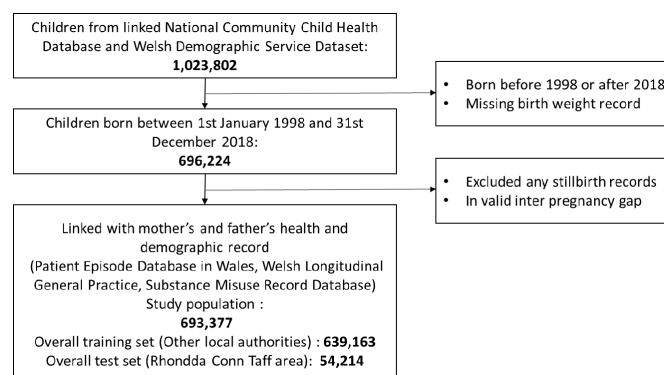 Children from linked National Community Child Health
Database and Welsh Demographic Service Dataset:
1,023,802
• Born before 1998 or after 2018
• Missing birth weight record
Children born between 1st January 1998 and 31st
December 2018:
696,224
• Excluded any stillbirth records
• In valid inter pregnancy gap
Linked with mother's and father's health and
demographic record
(Patient Episode Database in Wales, Welsh Longitudinal
General Practice, Substance Misuse Record Database)
Study population :
693,377
Overall training set (Other local authorities) : 639,163
Overall test set (Rhondda Conn Taff area): 54,214